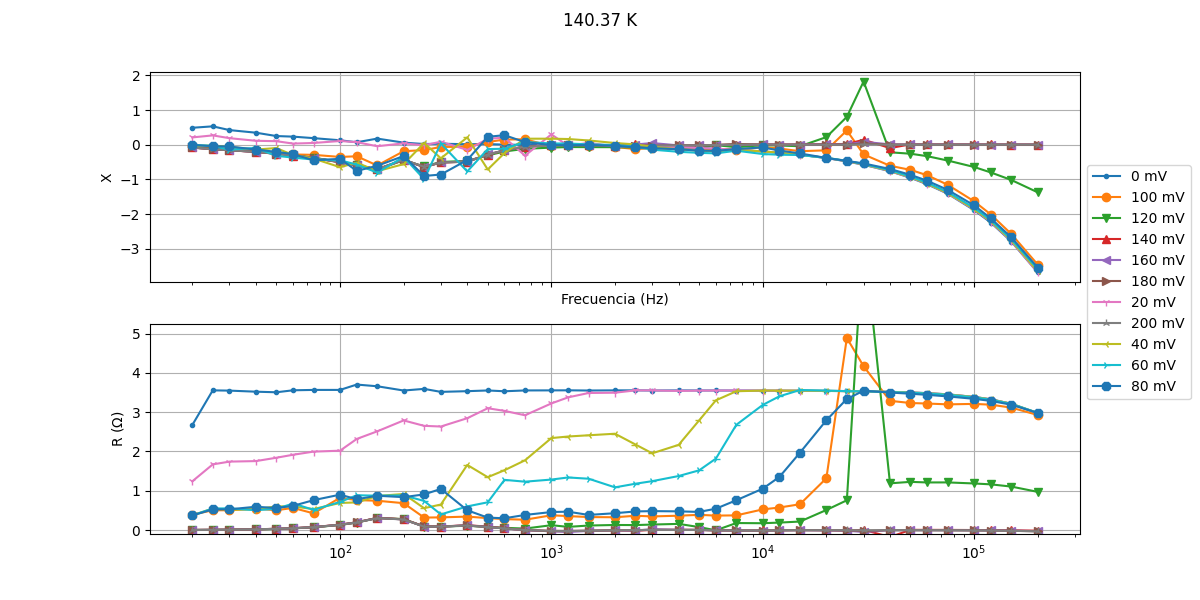 140.37 K
2
1
0
−1
−2
−3
X
Frecuencia (Hz)
5
4
3
2
1
0
R (Ω)
10²
10³
10⁴
10⁵
0 mV
100 mV
120 mV
140 mV
160 mV
180 mV
20 mV
200 mV
40 mV
60 mV
80 mV